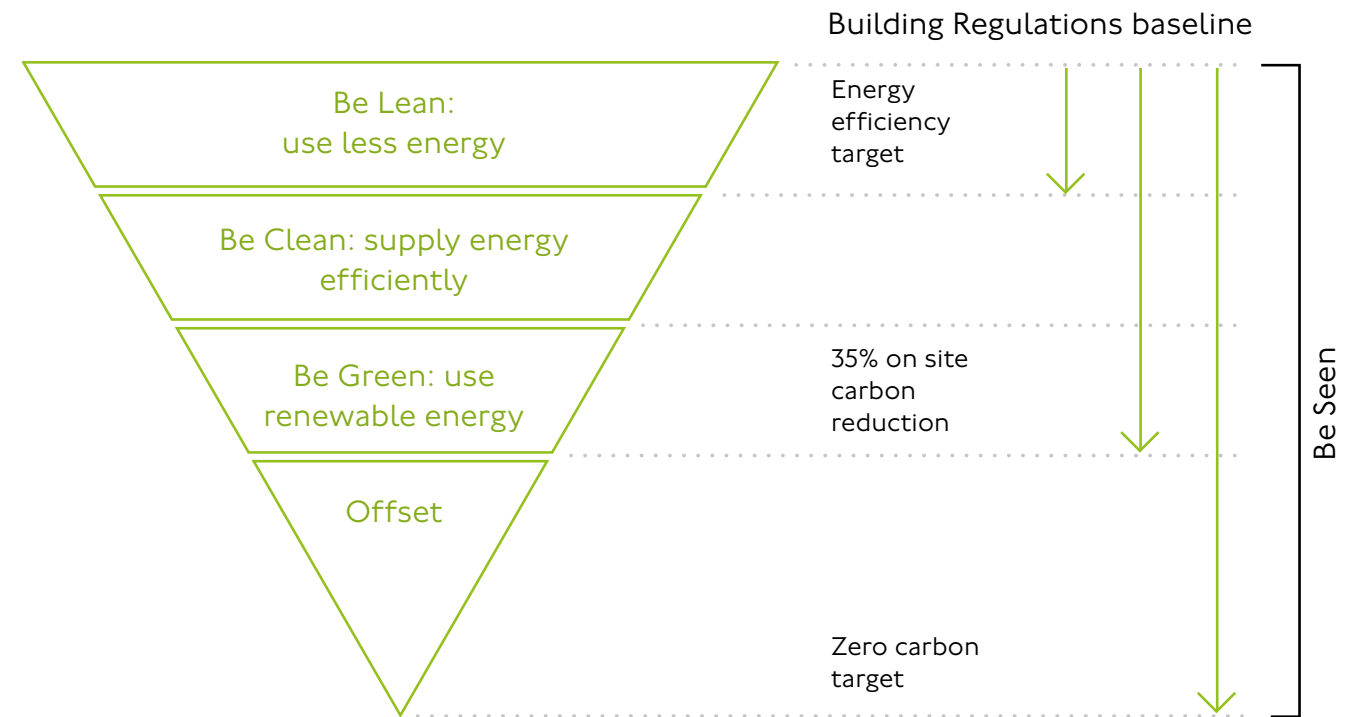 Building Regulations baseline
Be Lean:
use less energy
Energy
efficiency
target
Be Clean: supply energy
efficiently
Be Green: use
renewable energy
35% on site
carbon
reduction
Be Seen
Offset
Zero carbon
target